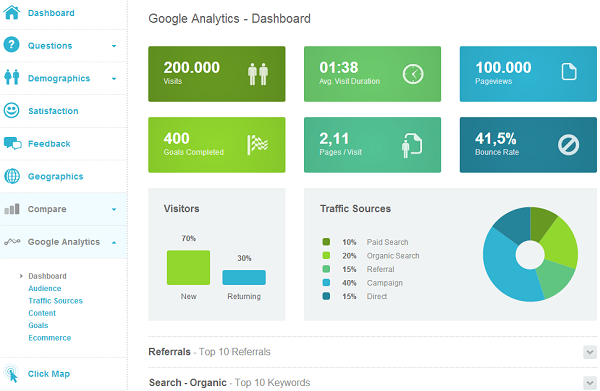 Dashboard
Questions
Demographics
Satisfaction
Feedback
Geographics
Compare
Google Analytics
Dashboard
Audience
Traffic Sources
Content
Goals
Ecommerce
Click Map
Google Analytics - Dashboard
200.000
Visits
01:38
Avg. Visit Duration
100.000
Pageviews
400
Goals Completed
2,11
Pages / Visit
41,5%
Bounce Rate
Visitors
70%
30%
New
Returning
Traffic Sources
10% Paid Search
20% Organic Search
15% Referral
40% Campaign
15% Direct
Referrals - Top 10 Referrals
Search - Organic - Top 10 Keywords